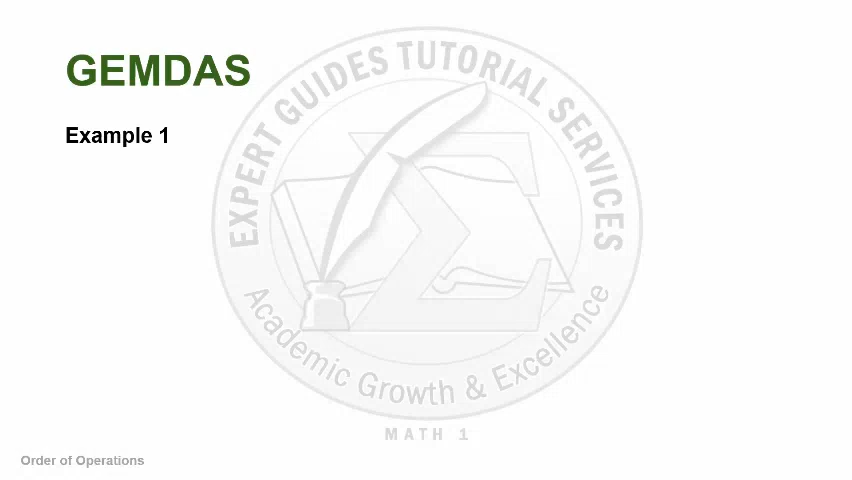 GEMDAS
Example 1
EXPERT GUIDES TUTORIAL SERVICES
Σ
Academic Growth & Excellence
MATH 1
Order of Operations